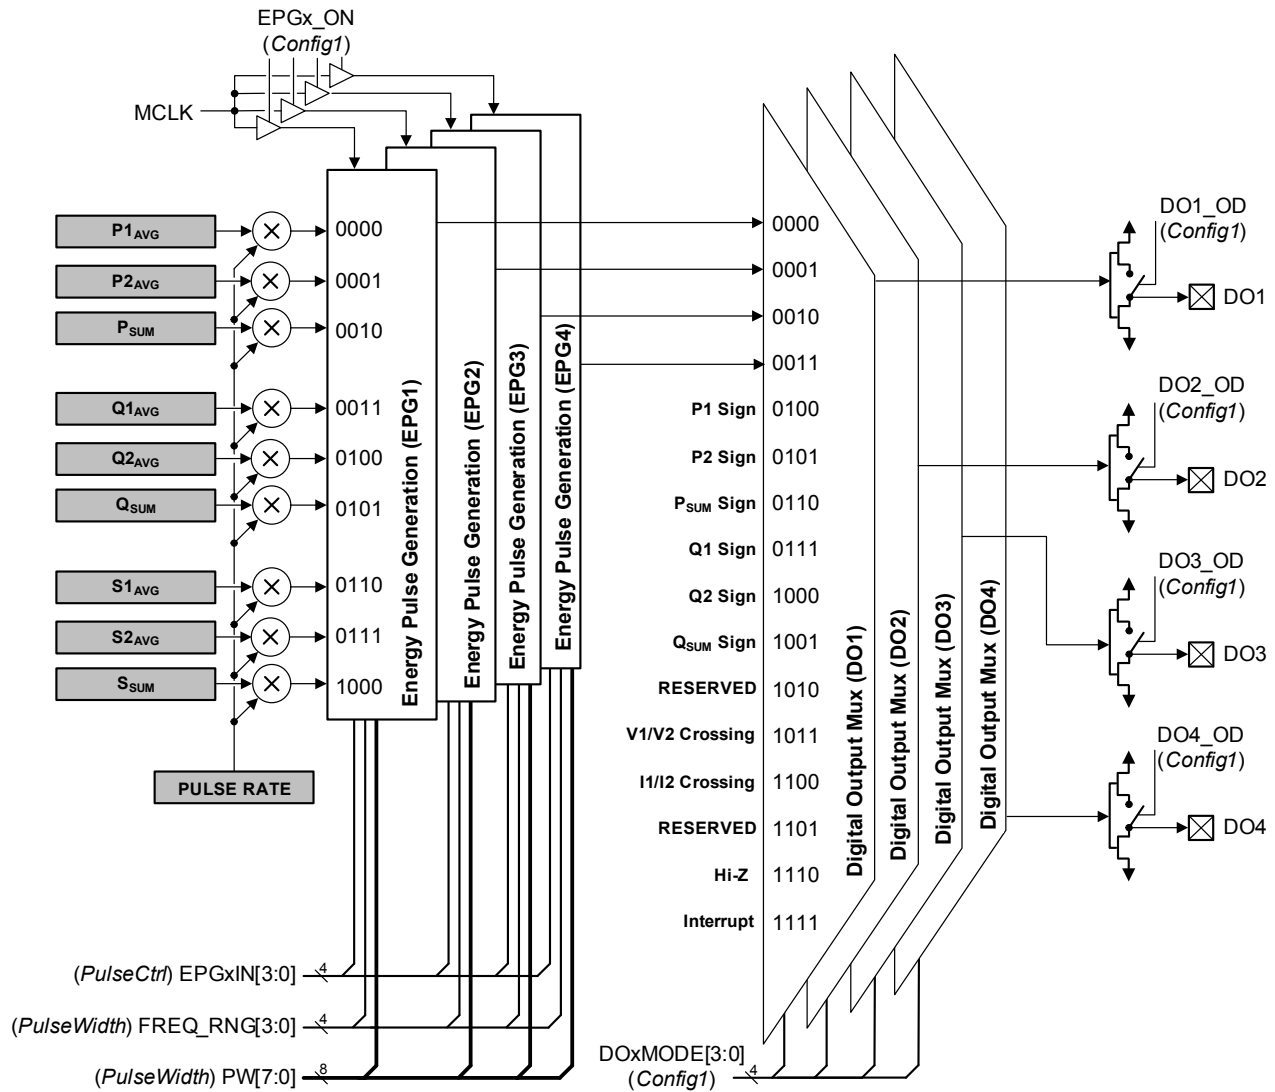 EPGx_ON
(Config1)
MCLK
P1AVG
P2AVG
PSUM
Q1AVG
Q2AVG
QSUM
S1AVG
S2AVG
SSUM
PULSE RATE
0000
0001
0010
0011
0100
0101
0110
0111
1000
Energy Pulse Generation (EPG1)
Energy Pulse Generation (EPG2)
Energy Pulse Generation (EPG3)
Energy Pulse Generation (EPG4)
(PulseCtrl) EPGxIN[3:0] 4
(PulseWidth) FREQ_RNG[3:0] 4
(PulseWidth) PW[7:0] 8
0000
0001
0010
0011
P1 Sign 0100
P2 Sign 0101
PSUM Sign 0110
Q1 Sign 0111
Q2 Sign 1000
QSUM Sign 1001
RESERVED 1010
V1/V2 Crossing 1011
I1/I2 Crossing 1100
RESERVED 1101
Hi-Z 1110
Interrupt 1111
Digital Output Mux (DO1)
Digital Output Mux (DO2)
Digital Output Mux (DO3)
Digital Output Mux (DO4)
DOxMODE[3:0] 4
(Config1)
DO1_OD
(Config1)
DO1
DO2_OD
(Config1)
DO2
DO3_OD
(Config1)
DO3
DO4_OD
(Config1)
DO4